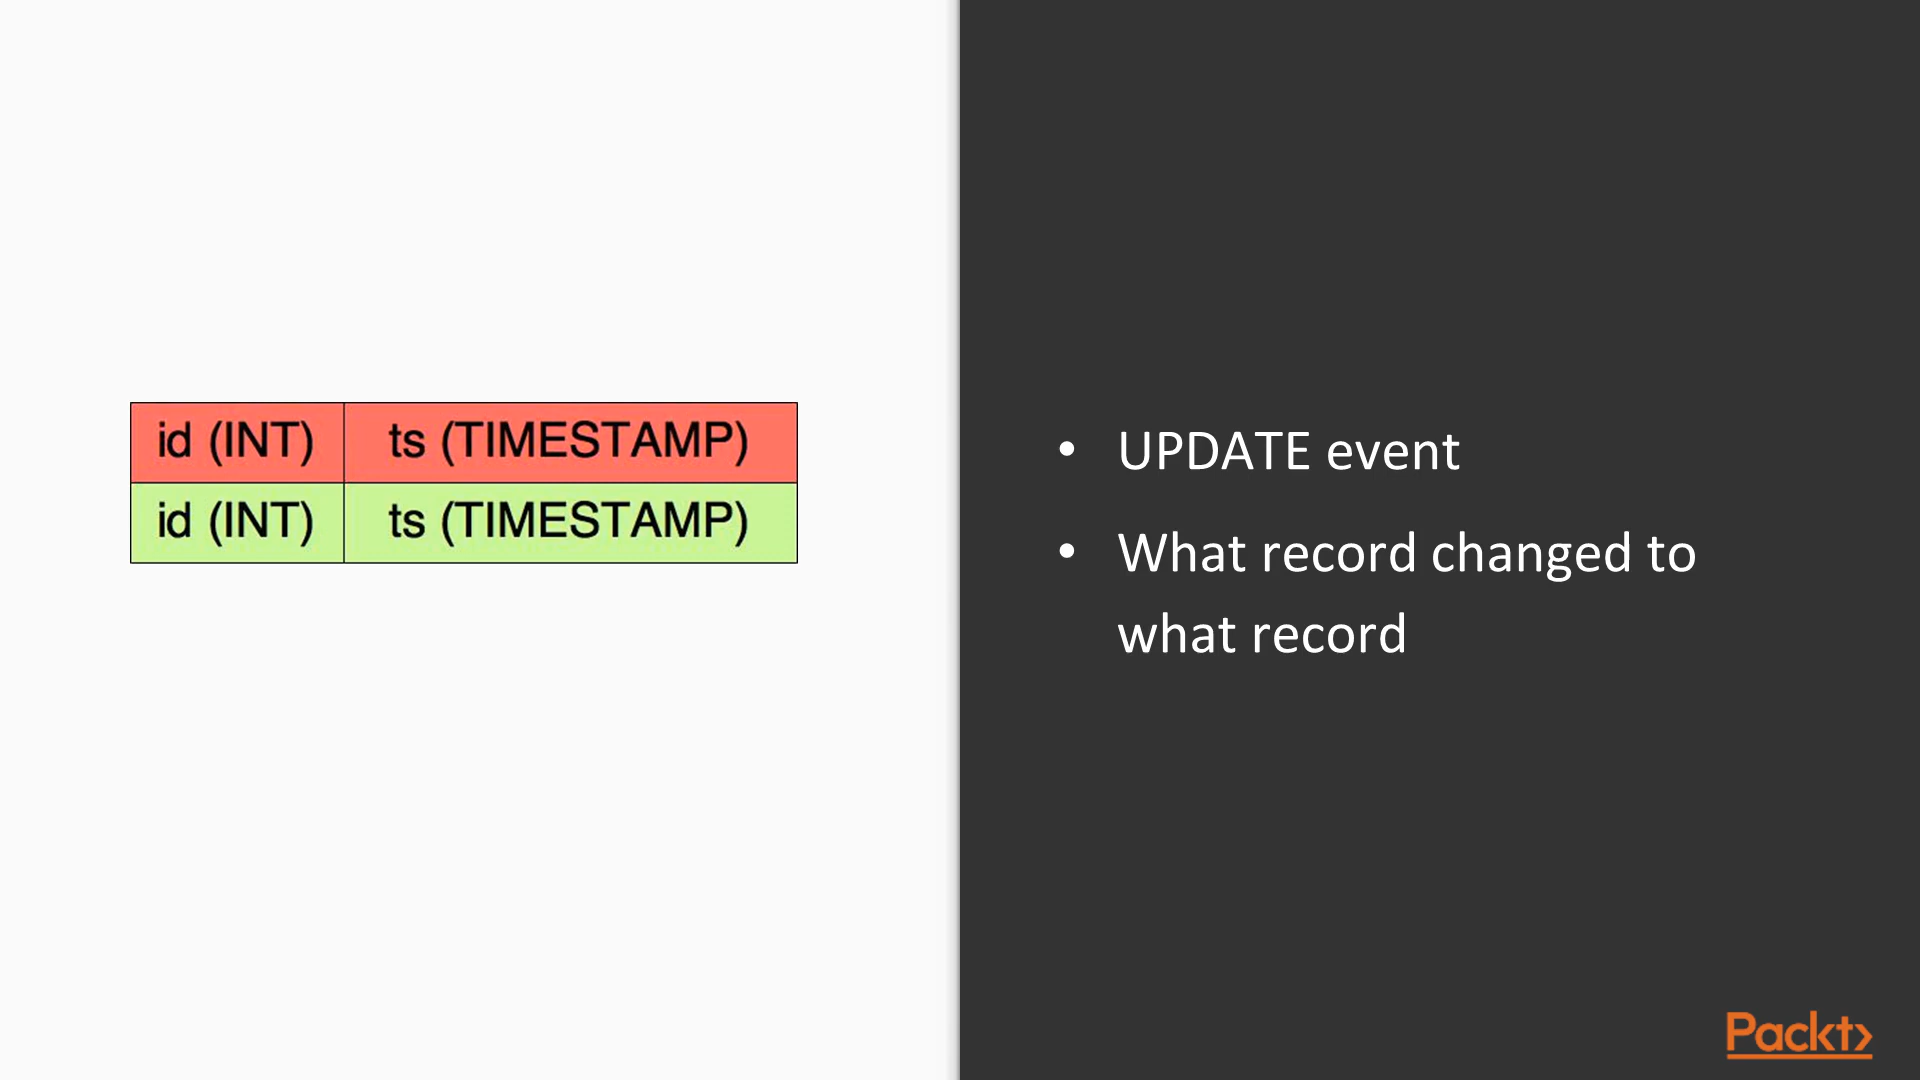 id (INT) ts (TIMESTAMP)
id (INT) ts (TIMESTAMP)
• UPDATE event
• What record changed to
what record
Packt>